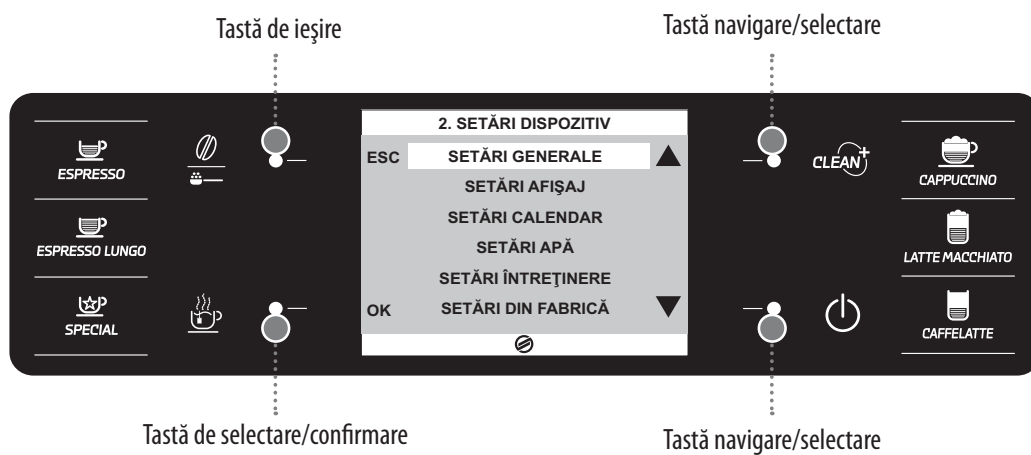 Tastă de ieşire
Tastă navigare/selectare
2. SETĂRI DISPOZITIV
ESC
SETĂRI GENERALE
SETĂRI AFIŞAJ
SETĂRI CALENDAR
SETĂRI APĂ
SETĂRI ÎNTREŢINERE
OK
SETĂRI DIN FABRICĂ
ESPRESSO
ESPRESSO LUNGO
SPECIAL
CLEAN+
CAPPUCCINO
LATTE MACCHIATO
CAFFELATTE
Tastă de selectare/confirmare
Tastă navigare/selectare